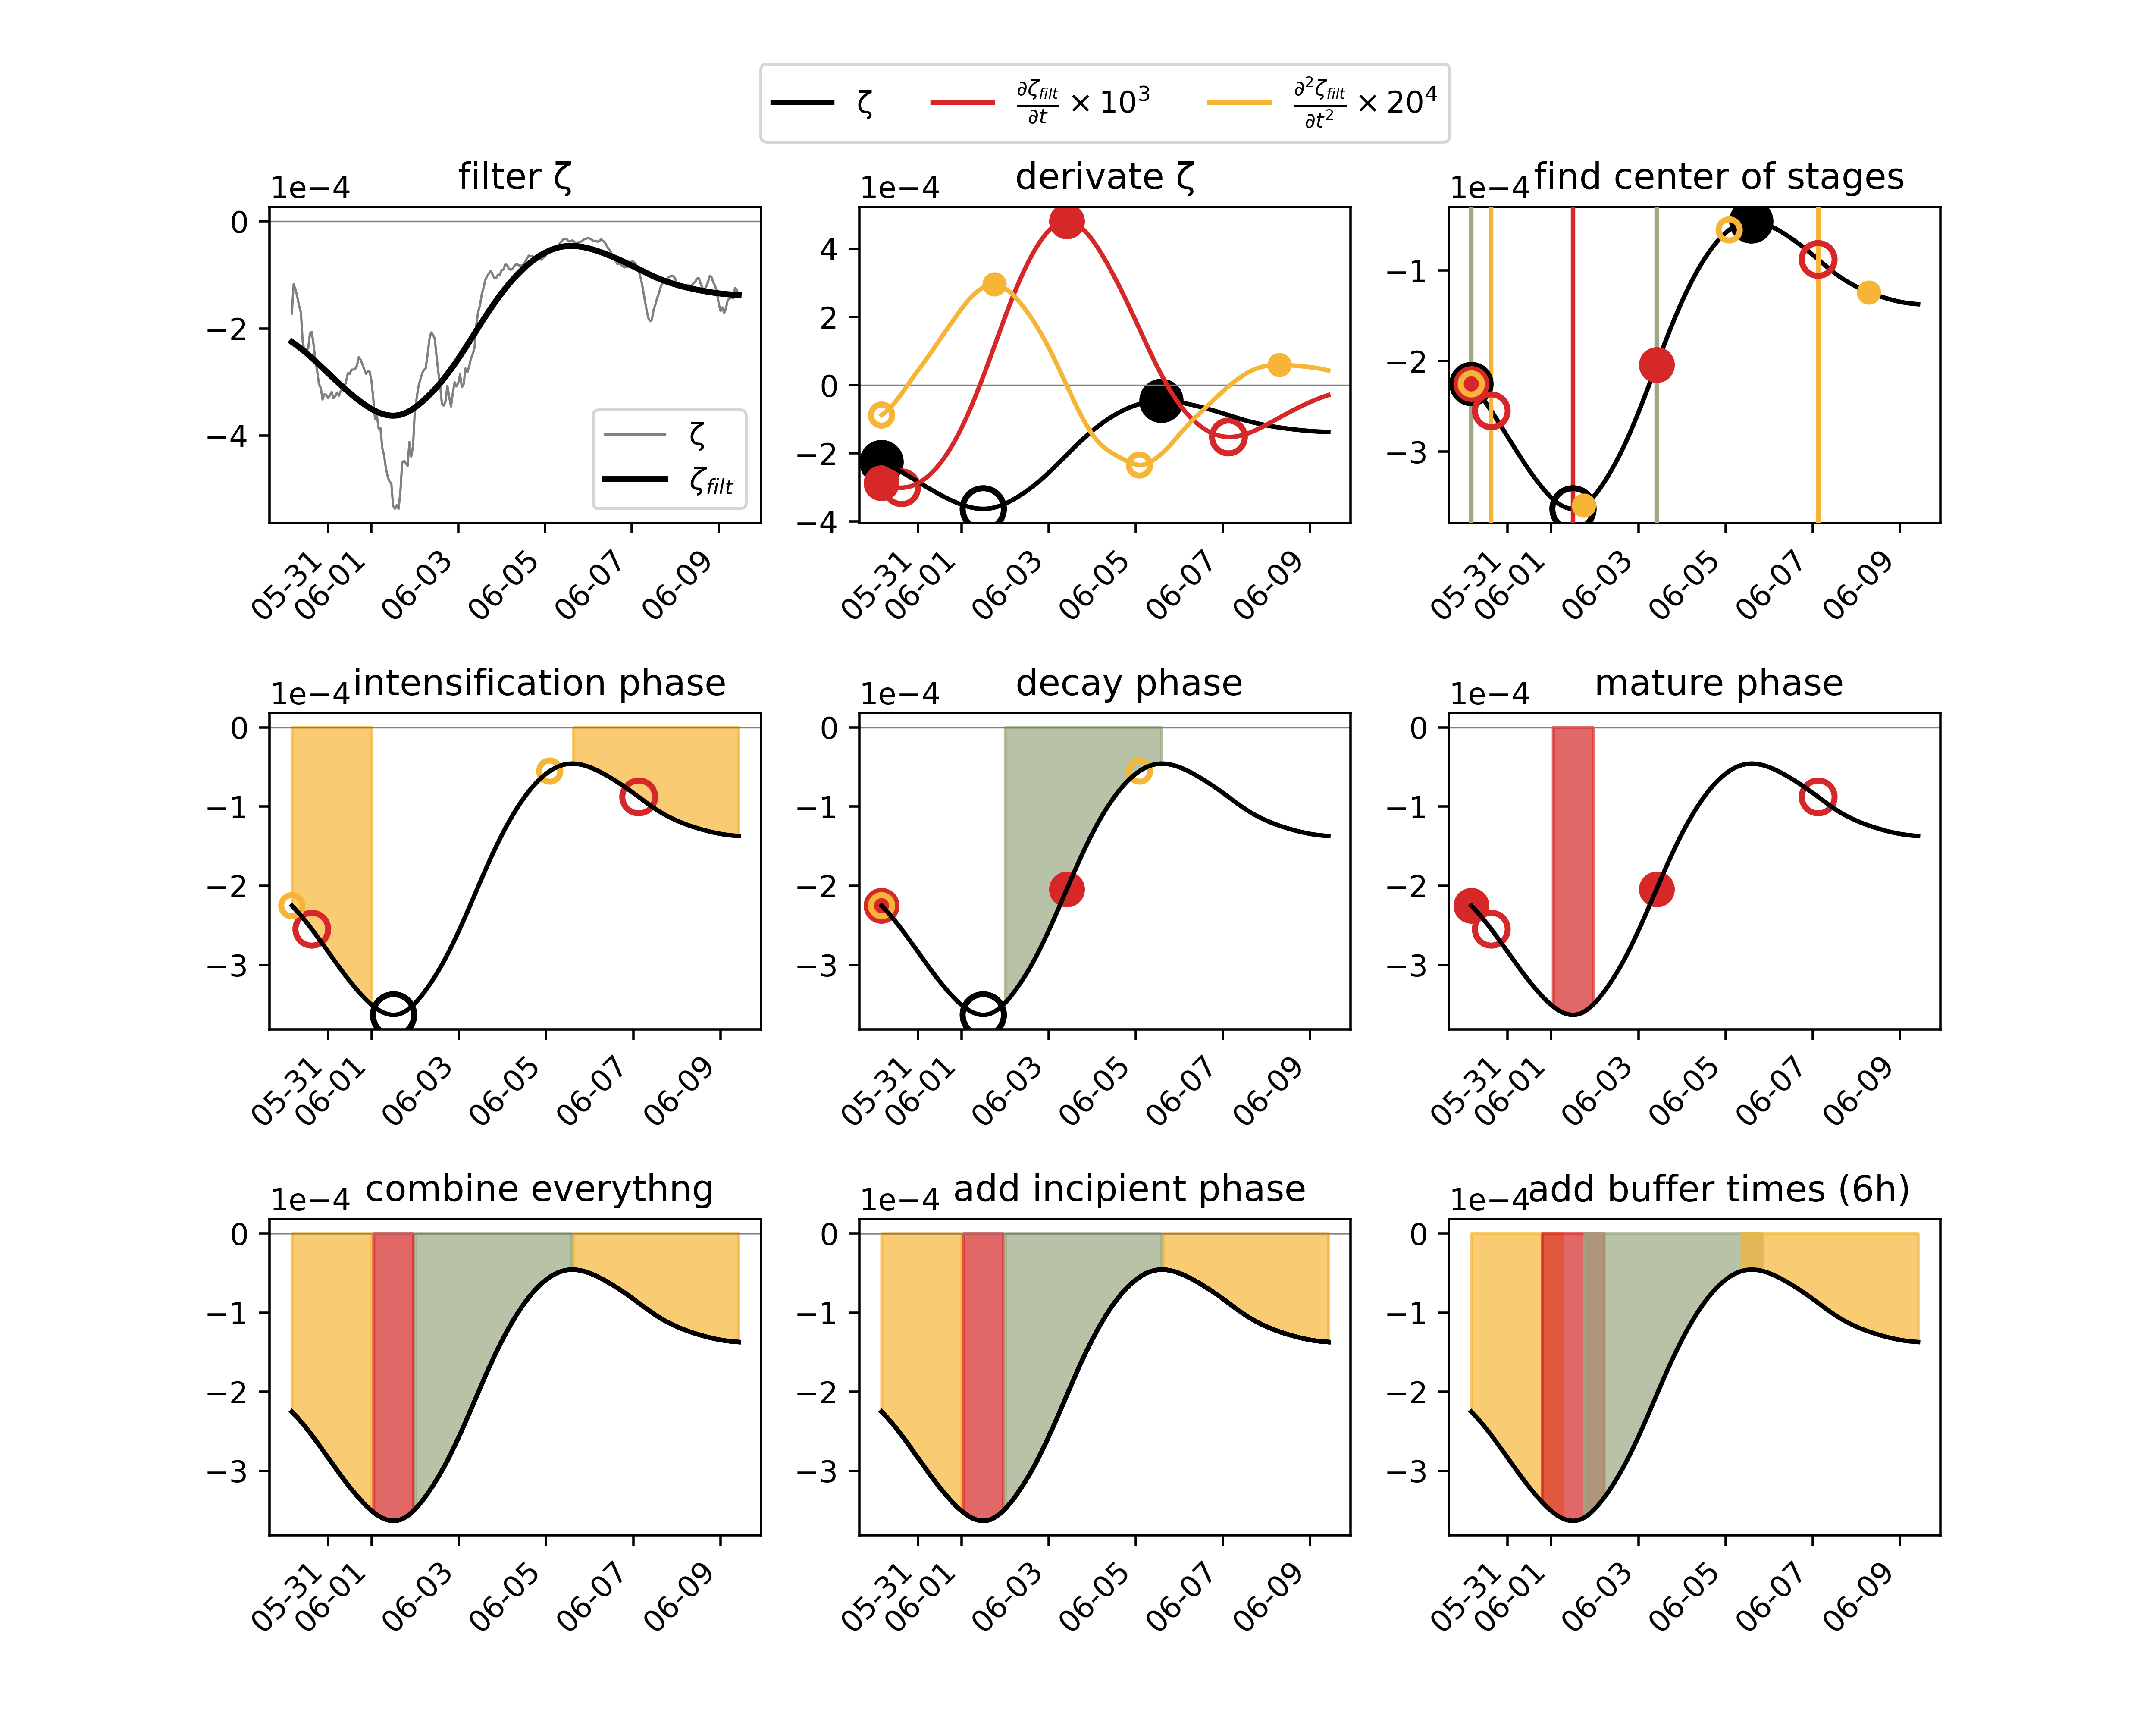 ζ ∂ζ_filt/∂t × 10³ ∂²ζ_filt/∂t² × 20⁴
filter ζ
1e−4
0
−2
−4
ζ
ζ_filt
05-31 06-01 06-03 06-05 06-07 06-09
derivate ζ
1e−4
4
2
0
−2
−4
05-31 06-01 06-03 06-05 06-07 06-09
find center of stages
1e−4
−1
−2
−3
05-31 06-01 06-03 06-05 06-07 06-09
intensification phase
1e−4
0
−1
−2
−3
05-31 06-01 06-03 06-05 06-07 06-09
decay phase
1e−4
0
−1
−2
−3
05-31 06-01 06-03 06-05 06-07 06-09
mature phase
1e−4
0
−1
−2
−3
05-31 06-01 06-03 06-05 06-07 06-09
combine everythng
1e−4
0
−1
−2
−3
05-31 06-01 06-03 06-05 06-07 06-09
add incipient phase
1e−4
0
−1
−2
−3
05-31 06-01 06-03 06-05 06-07 06-09
add buffer times (6h)
1e−4
0
−1
−2
−3
05-31 06-01 06-03 06-05 06-07 06-09